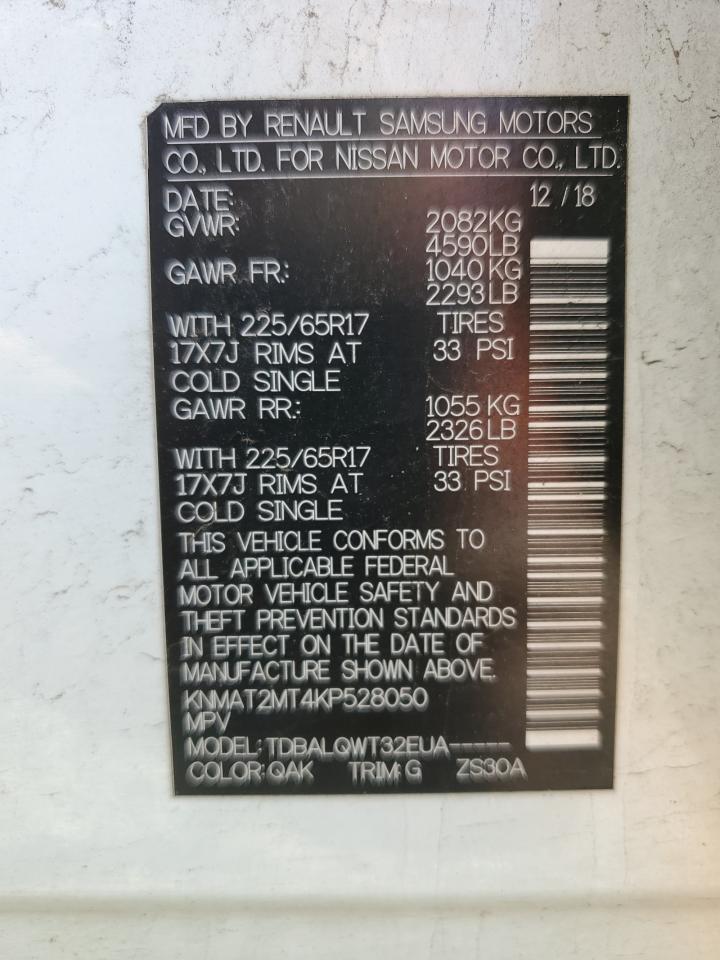 MFD BY RENAULT SAMSUNG MOTORS
CO., LTD. FOR NISSAN MOTOR CO., LTD.
DATE: 12 / 18
GVWR: 2082KG
4590LB
GAWR FR.: 1040 KG
2293LB
WITH 225/65R17 TIRES
17X7J RIMS AT 33 PSI
COLD SINGLE
GAWR RR.: 1055 KG
2326LB
WITH 225/65R17 TIRES
17X7J RIMS AT 33 PSI
COLD SINGLE
THIS VEHICLE CONFORMS TO
ALL APPLICABLE FEDERAL
MOTOR VEHICLE SAFETY AND
THEFT PREVENTION STANDARDS
IN EFFECT ON THE DATE OF
MANUFACTURE SHOWN ABOVE.
KNMAT2MT4KP528050
MPV
MODEL: TDBALQWT32EUA-----
COLOR: QAK TRIM: G ZS30A